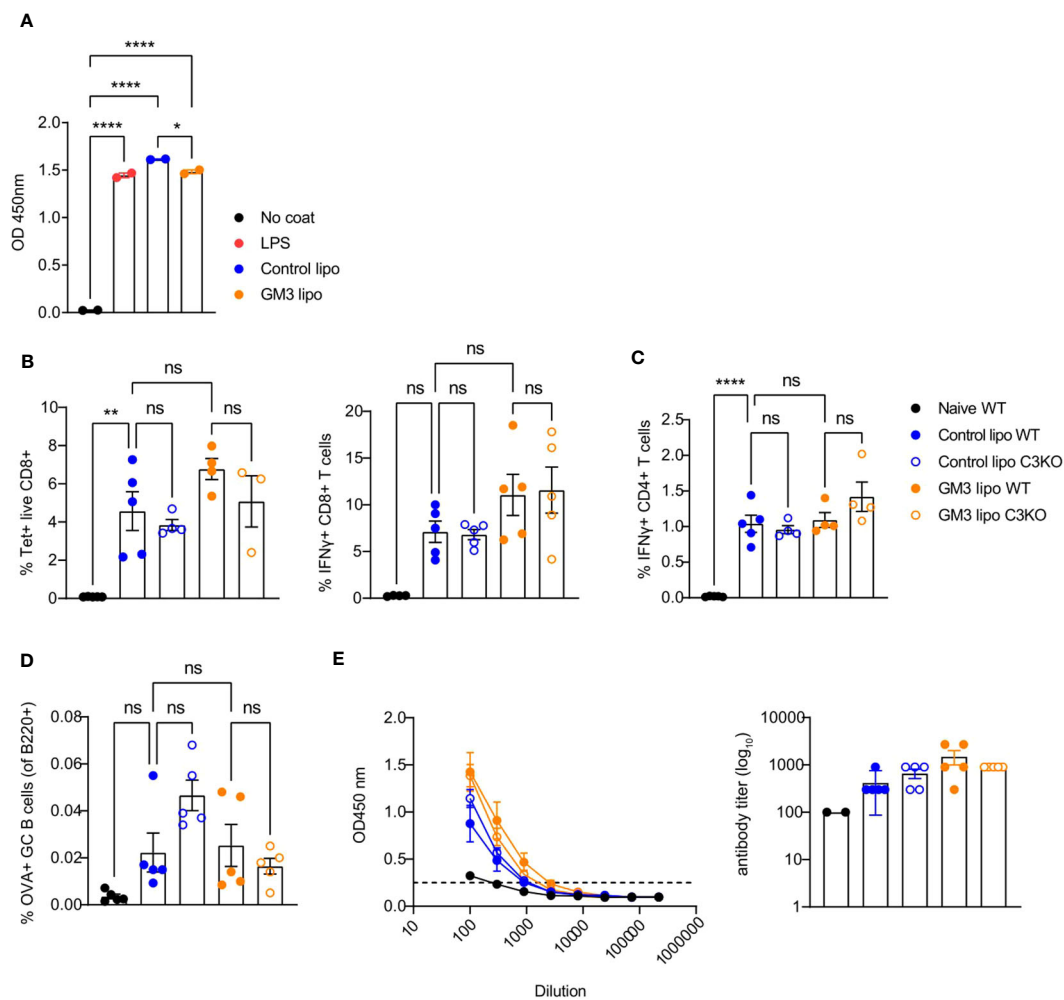 A
****
****
****
*
2.0
1.5
1.0
0.5
0.0
OD 450nm
No coat
LPS
Control lipo
GM3 lipo
B
ns
**
ns
ns
10
8
6
4
2
0
% Tet+ live CD8+
ns
ns
ns
ns
20
15
10
5
0
% IFNγ+ CD8+ T cells
C
****
ns
ns
ns
2.5
2.0
1.5
1.0
0.5
0.0
% IFNγ+ CD4+ T cells
Naive WT
Control lipo WT
Control lipo C3KO
GM3 lipo WT
GM3 lipo C3KO
D
ns
ns
ns
ns
0.08
0.06
0.04
0.02
0.00
% OVA+ GC B cells (of B220+)
E
2.0
1.5
1.0
0.5
0.0
OD450 nm
10
100
1000
10000
100000
1000000
Dilution
10000
1000
100
10
1
antibody titer (log10)